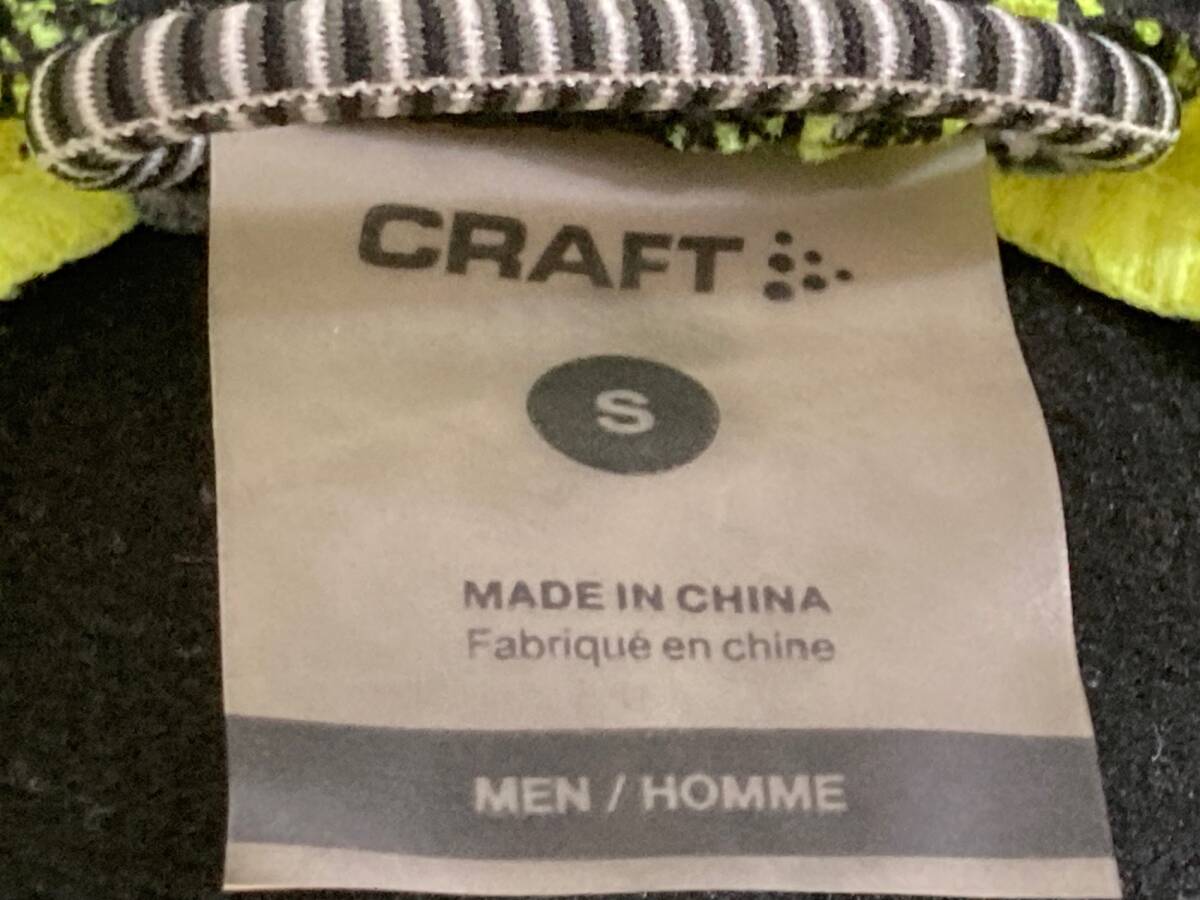 CRAFT
S
MADE IN CHINA
Fabriqué en chine
MEN / HOMME